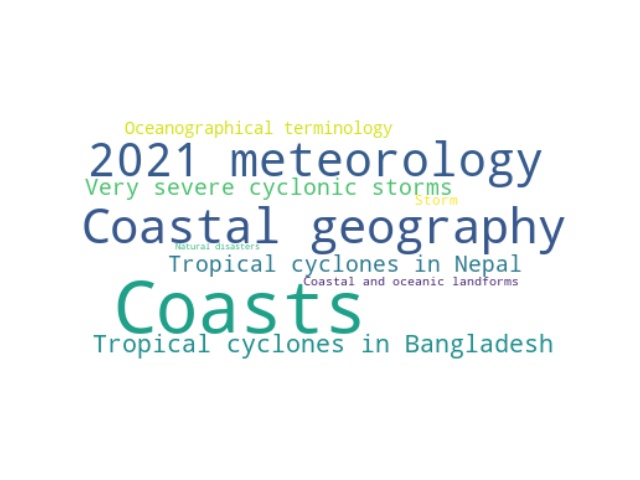 Oceanographical terminology
2021 meteorology
Very severe cyclonic storms
Storm
Coastal geography
Natural disasters
Tropical cyclones in Nepal
Coastal and oceanic landforms
Coasts
Tropical cyclones in Bangladesh